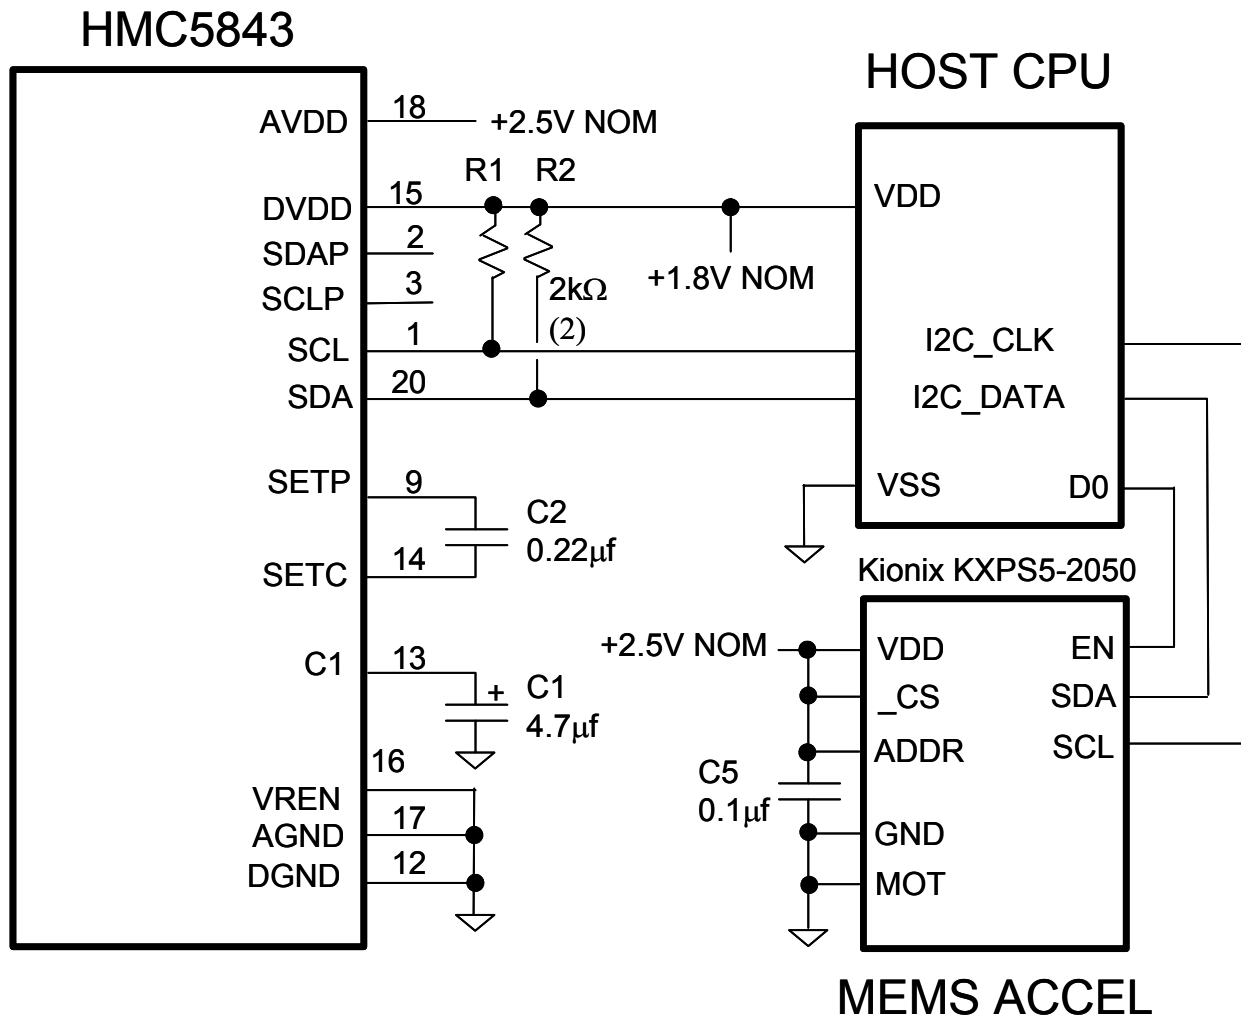 HMC5843
HOST CPU
AVDD
18
+2.5V NOM
R1
R2
DVDD
15
VDD
SDAP
2
+1.8V NOM
SCLP
3
2kΩ
(2)
SCL
1
I2C_CLK
SDA
20
I2C_DATA
SETP
9
VSS
D0
C2
0.22μf
SETC
14
Kionix KXPS5-2050
C1
13
+2.5V NOM
VDD
EN
+
C1
4.7μf
_CS
SDA
ADDR
SCL
16
VREN
C5
0.1μf
AGND
17
GND
DGND
12
MOT
MEMS ACCEL